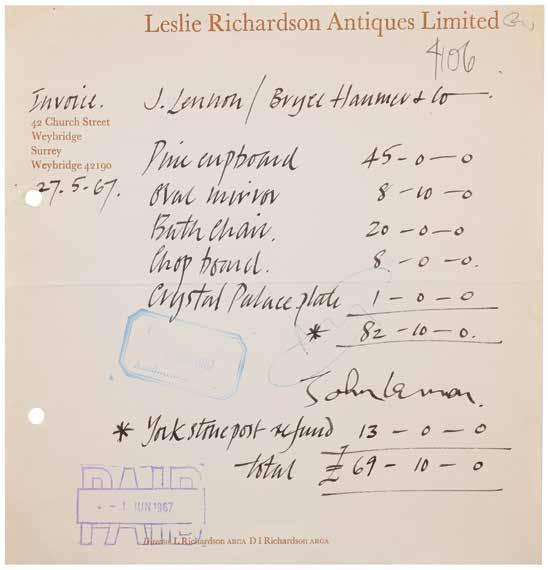 Leslie Richardson Antiques Limited
4106
Invoice. J. Lennon / Bryce Hanmer & Co
42 Church Street
Weybridge
Surrey
Weybridge 42190
27.5-67.
Pine cupboard 45-0-0
Oval mirror 8-10-0
Bath Chair. 20-0-0
Chop board. 8-0-0.
Crystal Palace plate 1-0-0
* 82-10-0.
John Lennon.
* York stone post refund 13-0-0
total £ 69-10-0
PAID
-1 JUN 1967
Director L Richardson ARCA D I Richardson ARCA